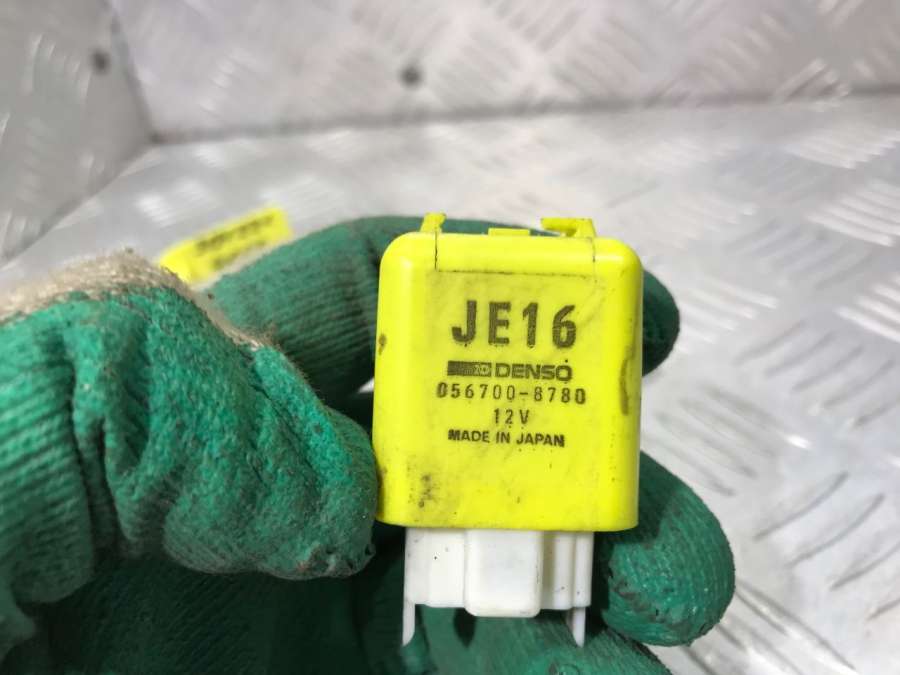 JE16
DENSO
056700-8780
12V
MADE IN JAPAN